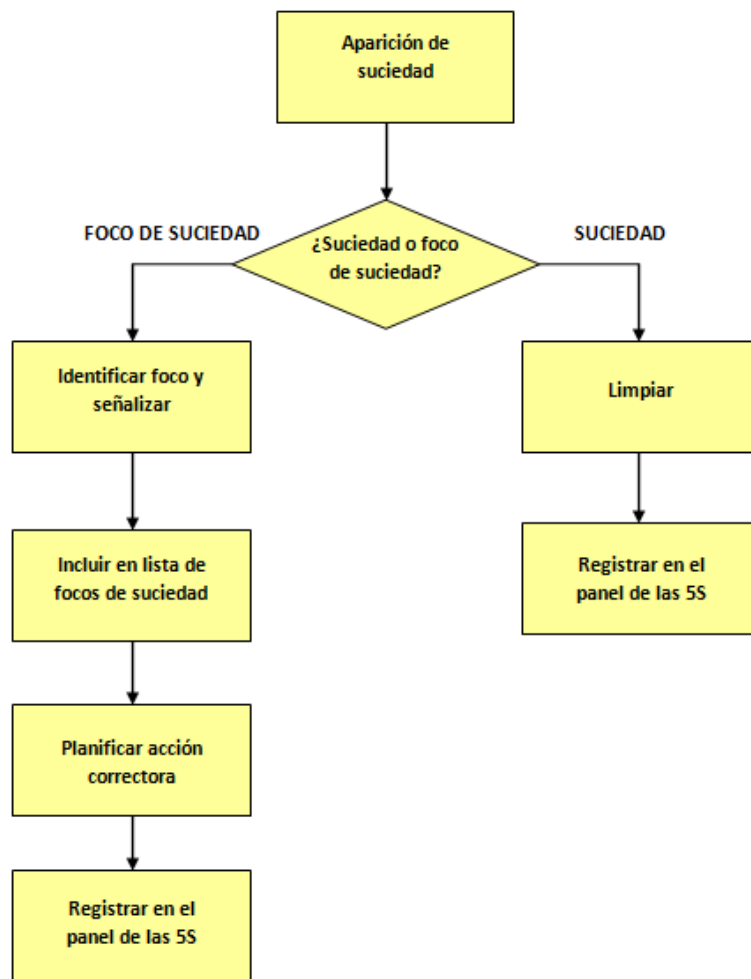 Aparición de
suciedad
¿Suciedad o foco
de suciedad?
FOCO DE SUCIEDAD
SUCIEDAD
Identificar foco y
señalizar
Limpiar
Incluir en lista de
focos de suciedad
Registrar en el
panel de las 5S
Planificar acción
correctora
Registrar en el
panel de las 5S